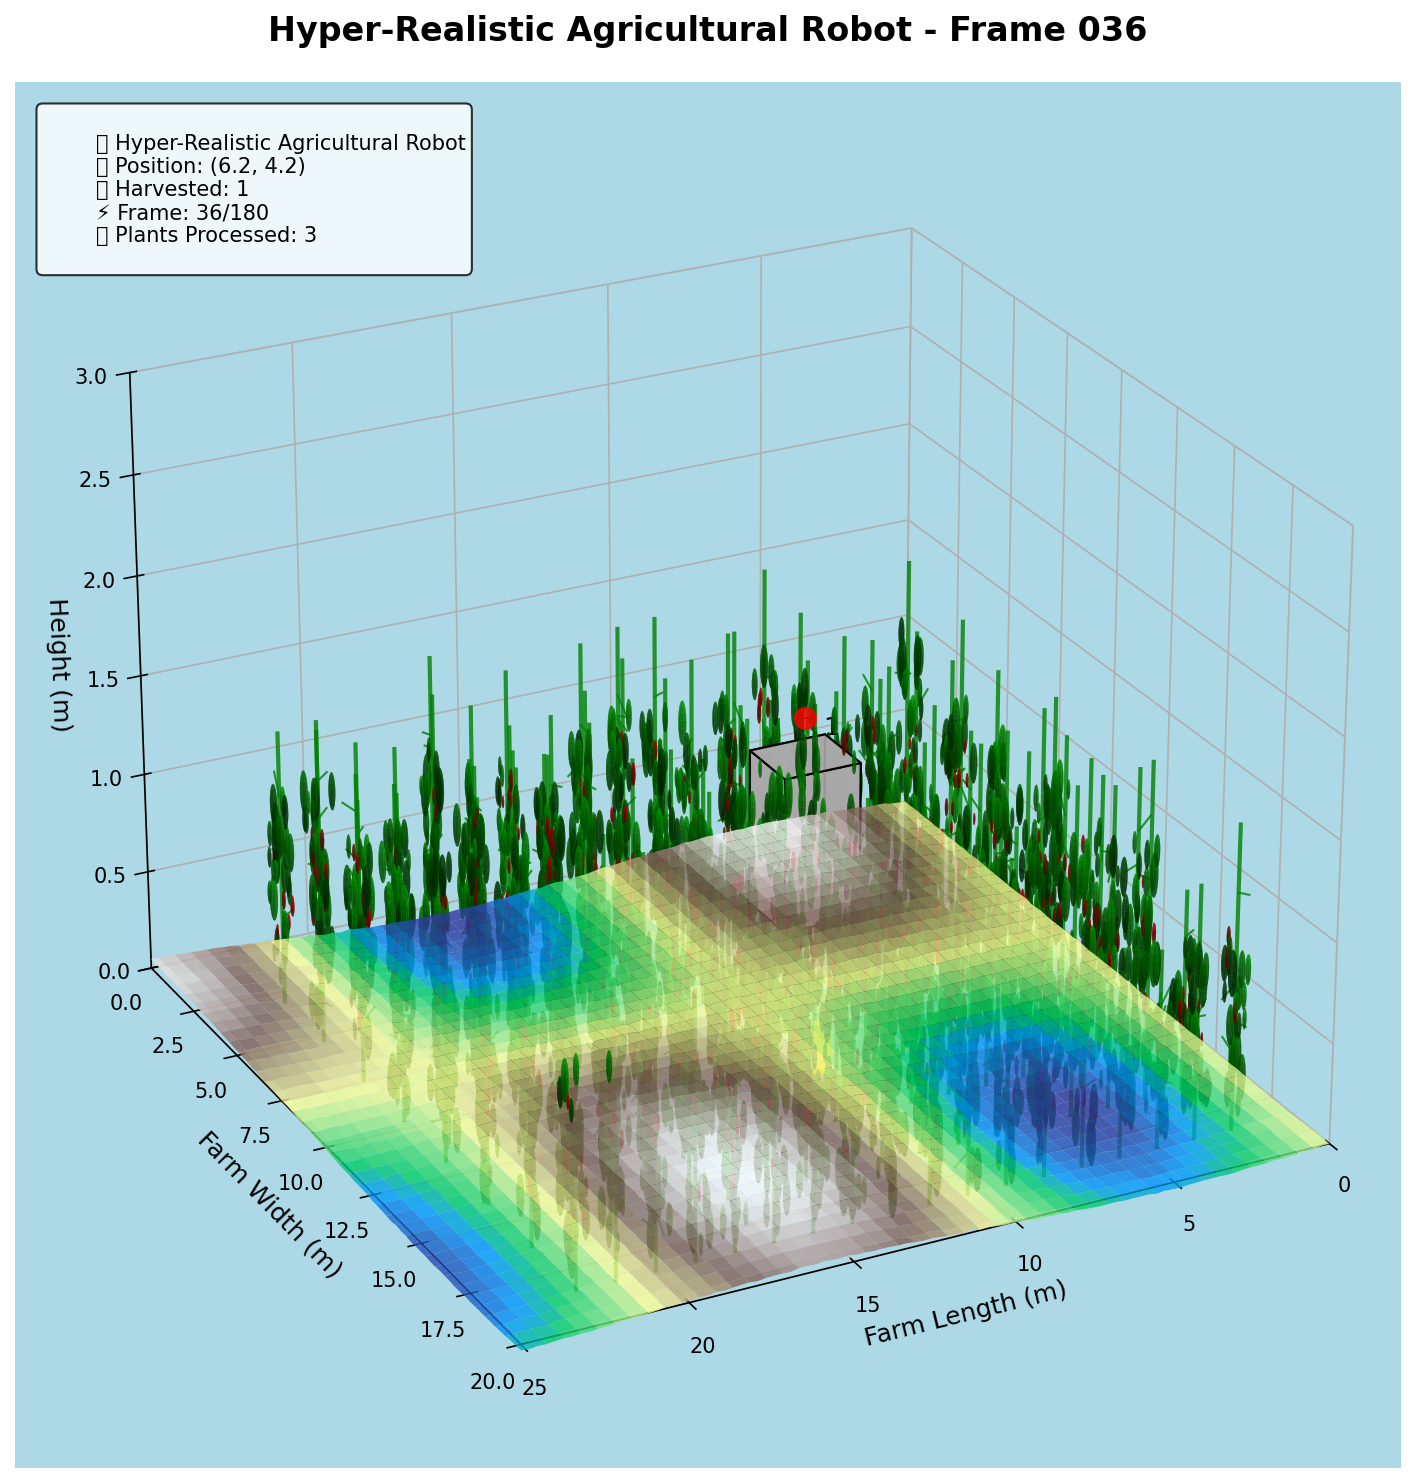 Hyper-Realistic Agricultural Robot - Frame 036
Hyper-Realistic Agricultural Robot
Position: (6.2, 4.2)
Harvested: 1
⚡ Frame: 36/180
Plants Processed: 3
3.0
2.5
2.0
1.5
1.0
0.5
0.0
Height (m)
1
0.0
2.5
5.0
7.5
10.0
12.5
15.0
17.5
20.0
Farm Width (m)
25
20
15
10
5
0
Farm Length (m)